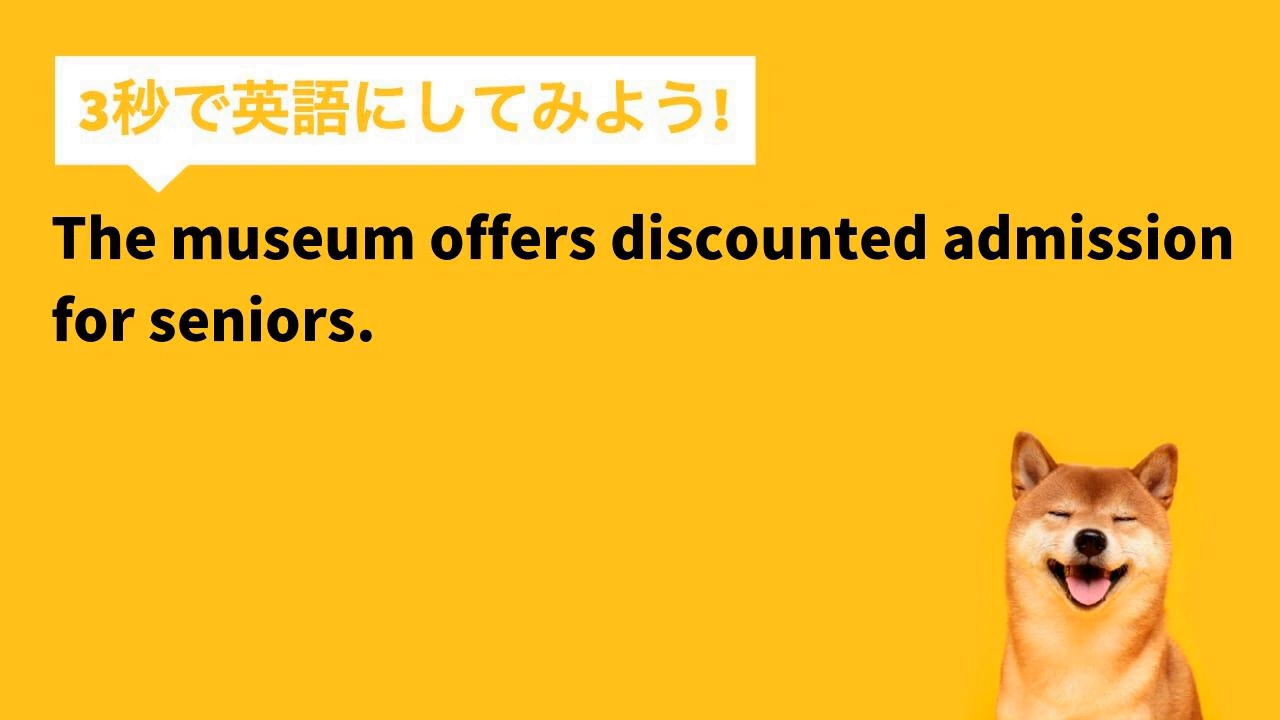 3秒で英語にしてみよう!
The museum offers discounted admission
for seniors.